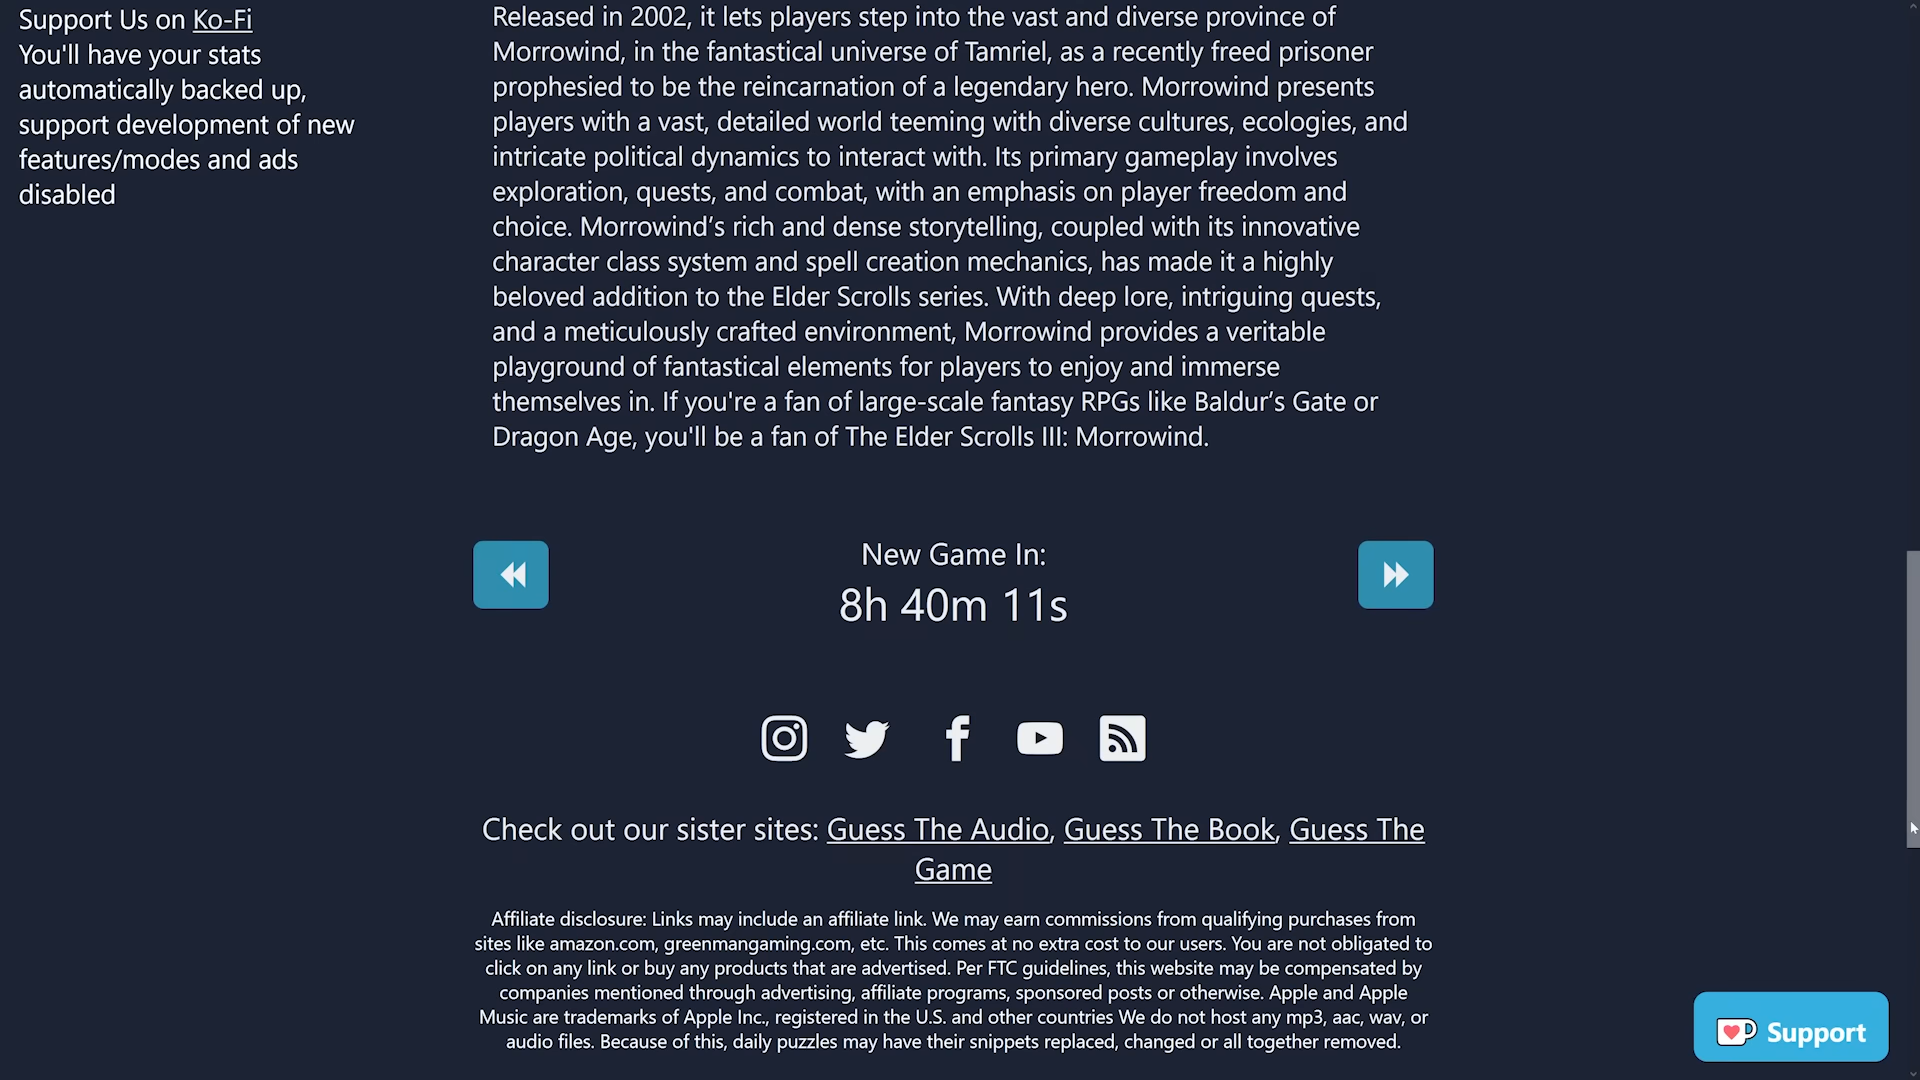 Support Us on Ko-Fi
You'll have your stats
automatically backed up,
support development of new
features/modes and ads
disabled
Released in 2002, it lets players step into the vast and diverse province of
Morrowind, in the fantastical universe of Tamriel, as a recently freed prisoner
prophesied to be the reincarnation of a legendary hero. Morrowind presents
players with a vast, detailed world teeming with diverse cultures, ecologies, and
intricate political dynamics to interact with. Its primary gameplay involves
exploration, quests, and combat, with an emphasis on player freedom and
choice. Morrowind’s rich and dense storytelling, coupled with its innovative
character class system and spell creation mechanics, has made it a highly
beloved addition to the Elder Scrolls series. With deep lore, intriguing quests,
and a meticulously crafted environment, Morrowind provides a veritable
playground of fantastical elements for players to enjoy and immerse
themselves in. If you're a fan of large-scale fantasy RPGs like Baldur’s Gate or
Dragon Age, you'll be a fan of The Elder Scrolls III: Morrowind.
New Game In:
8h 40m 11s
Check out our sister sites: Guess The Audio, Guess The Book, Guess The
Game
Affiliate disclosure: Links may include an affiliate link. We may earn commissions from qualifying purchases from
sites like amazon.com, greenmangaming.com, etc. This comes at no extra cost to our users. You are not obligated to
click on any link or buy any products that are advertised. Per FTC guidelines, this website may be compensated by
companies mentioned through advertising, affiliate programs, sponsored posts or otherwise. Apple and Apple
Music are trademarks of Apple Inc., registered in the U.S. and other countries We do not host any mp3, aac, wav, or
audio files. Because of this, daily puzzles may have their snippets replaced, changed or all together removed.
Support